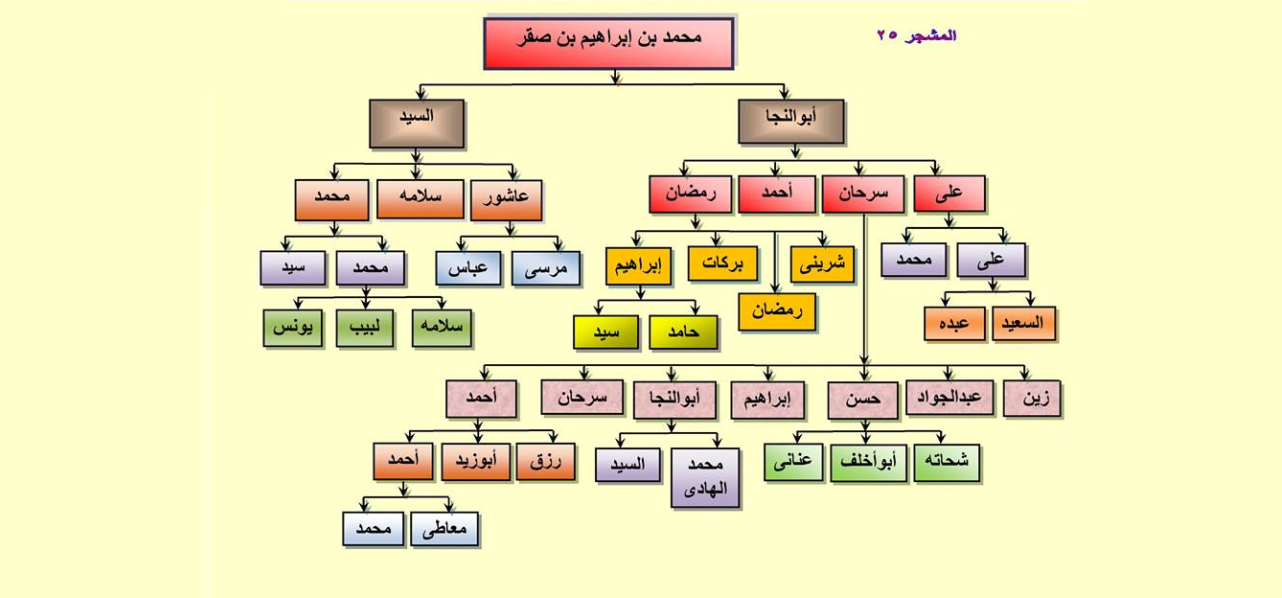 المشجر ٢٥
محمد بن إبراهيم بن صقر
أبوالنجا
السيد
على
سرحان
أحمد
رمضان
عاشور
سلامه
محمد
على
محمد
شرينى
بركات
إبراهيم
مرسى
عباس
محمد
سيد
السعيد
عبده
رمضان
حامد
سيد
سلامه
لبيب
يونس
زين
عبدالجواد
حسن
إبراهيم
أبوالنجا
سرحان
أحمد
شحاته
أبوأخلف
عنانى
محمد
الهادى
السيد
رزق
أبوزيد
أحمد
معاطى
محمد